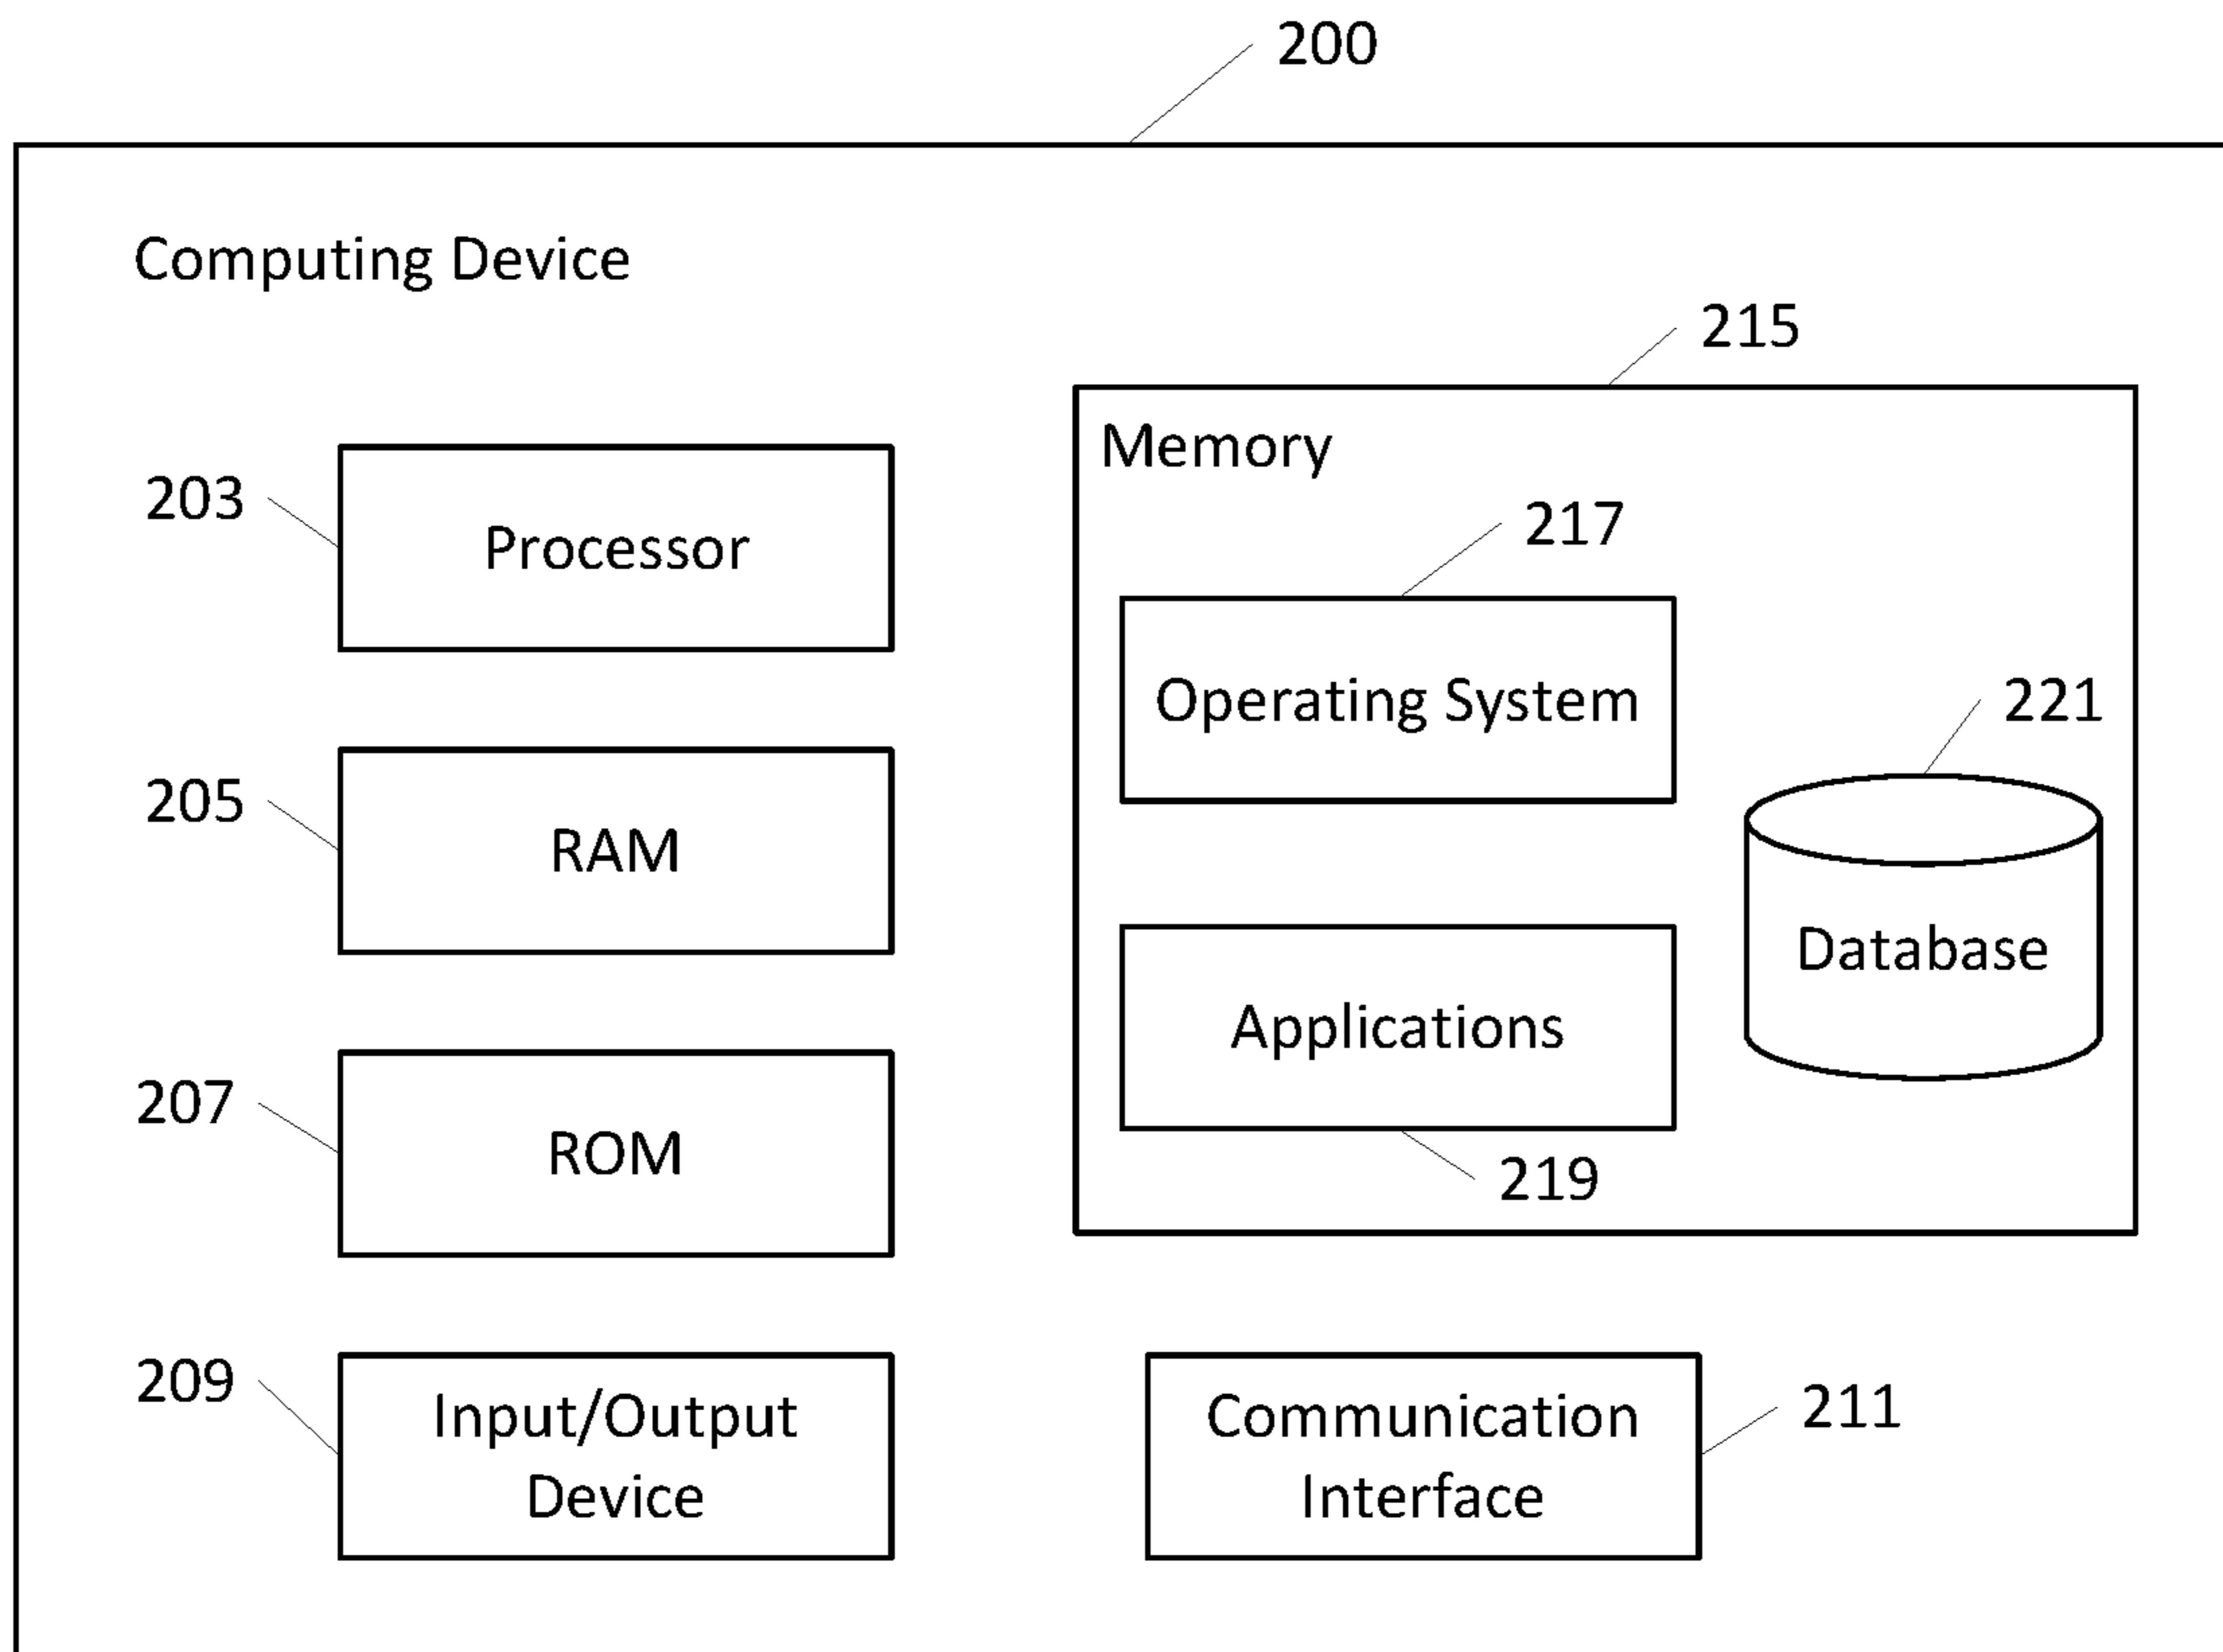 200
Computing Device
215
Memory
203
Processor
217
Operating System
221
205
RAM
Database
Applications
207
ROM
219
209
Input/Output
Device
Communication
Interface
211